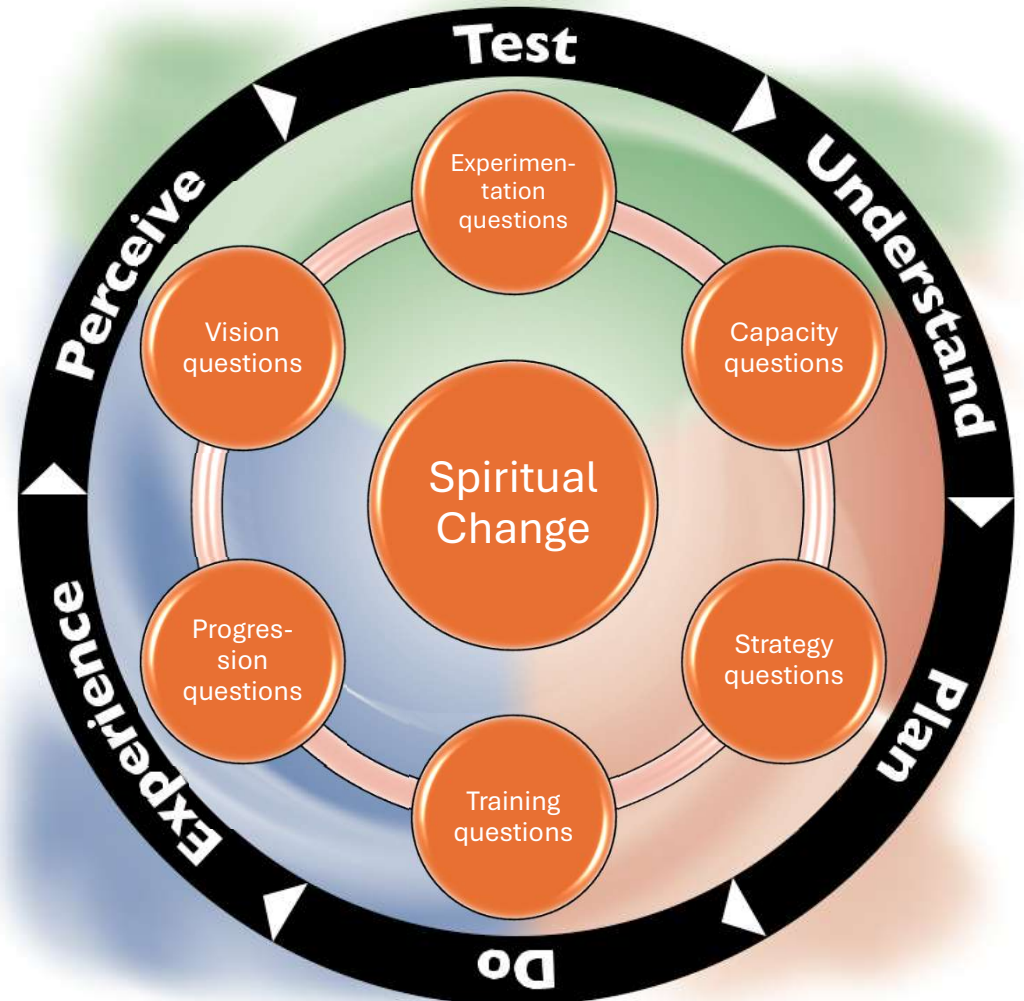 Test
Understand
Plan
Do
Experience
Perceive
Experimen-
tation
questions
Capacity
questions
Strategy
questions
Training
questions
Progres-
sion
questions
Vision
questions
Spiritual
Change